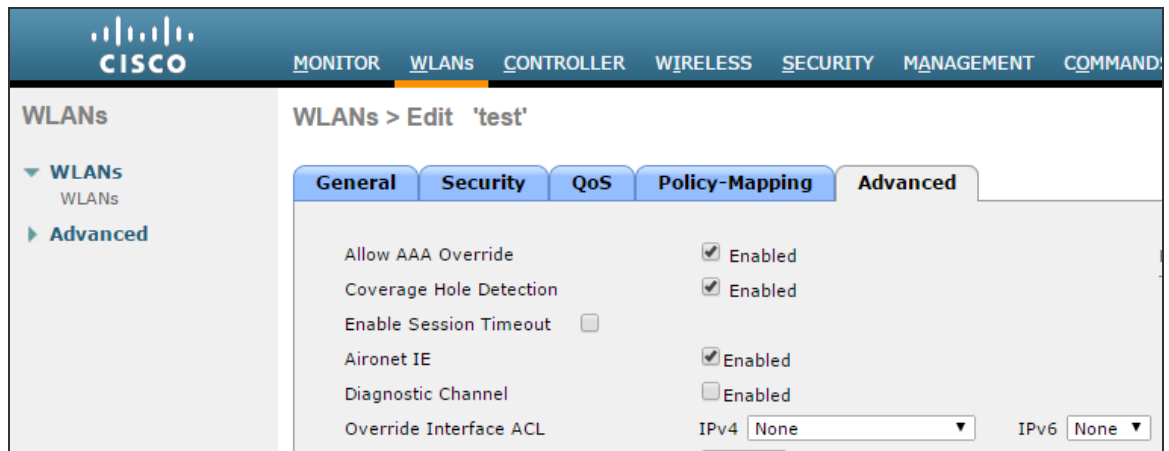 CISCO
MONITOR WLANs CONTROLLER WIRELESS SECURITY MANAGEMENT
WLANs
WLANs > Edit 'test'
WLANs
WLANs
Advanced
General Security QoS Policy-Mapping Advanced
Allow AAA Override Enabled
Coverage Hole Detection Enabled
Enable Session Timeout
Aironet IE Enabled
Diagnostic Channel Enabled
Override Interface ACL IPv4 None IPv6 None